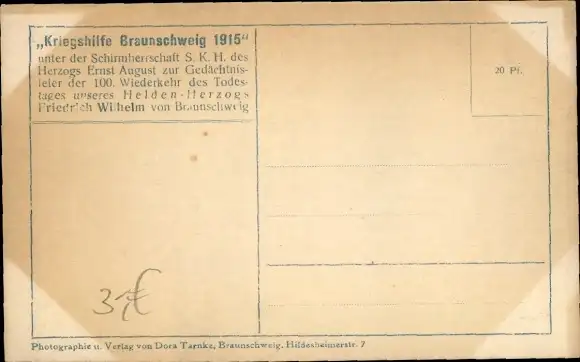 „Kriegshilfe Braunschweig 1915“
unter der Schirmherrschaft S. K. H. des
Herzogs Ernst August zur Gedächtnis-
feier der 100. Wiederkehr des Todes-
tages unseres Helden-Herzogs
Friedrich Wilhelm von Braunschweig
20 Pf.
Photographie u. Verlag von Dora Tarnke, Braunschweig, Hildesheimerstr. 7